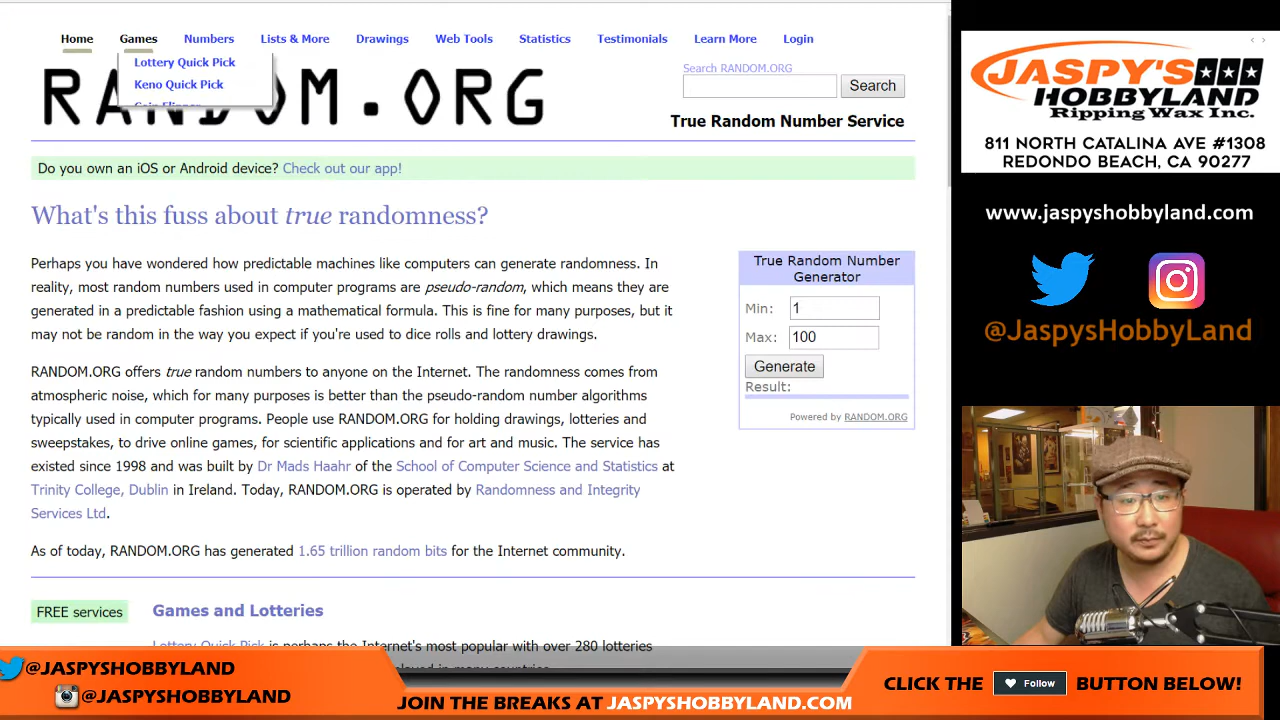 Home Games Numbers Lists & More Drawings Web Tools Statistics Testimonials Learn More Login
Lottery Quick Pick
Keno Quick Pick
Coin Flipper
RANDOM.ORG
Search RANDOM.ORG
Search
True Random Number Service
Do you own an iOS or Android device? Check out our app!
What's this fuss about true randomness?
Perhaps you have wondered how predictable machines like computers can generate randomness. In
reality, most random numbers used in computer programs are pseudo-random, which means they are
generated in a predictable fashion using a mathematical formula. This is fine for many purposes, but it
may not be random in the way you expect if you're used to dice rolls and lottery drawings.
RANDOM.ORG offers true random numbers to anyone on the Internet. The randomness comes from
atmospheric noise, which for many purposes is better than the pseudo-random number algorithms
typically used in computer programs. People use RANDOM.ORG for holding drawings, lotteries and
sweepstakes, to drive online games, for scientific applications and for art and music. The service has
existed since 1998 and was built by Dr Mads Haahr of the School of Computer Science and Statistics at
Trinity College, Dublin in Ireland. Today, RANDOM.ORG is operated by Randomness and Integrity
Services Ltd.
As of today, RANDOM.ORG has generated 1.65 trillion random bits for the Internet community.
True Random Number
Generator
Min: 1
Max: 100
Generate
Result:
Powered by RANDOM.ORG
FREE services
Games and Lotteries
Lottery Quick Pick is perhaps the Internet's most popular with over 280 lotteries
JASPY'S
HOBBYLAND
Ripping Wax Inc.
811 NORTH CATALINA AVE #1308
REDONDO BEACH, CA 90277
www.jaspyshobbyland.com
@JaspysHobbyLand
@JASPYSHOBBYLAND
@JASPYSHOBBYLAND
JOIN THE BREAKS AT JASPYSHOBBYLAND.COM
CLICK THE Follow BUTTON BELOW!